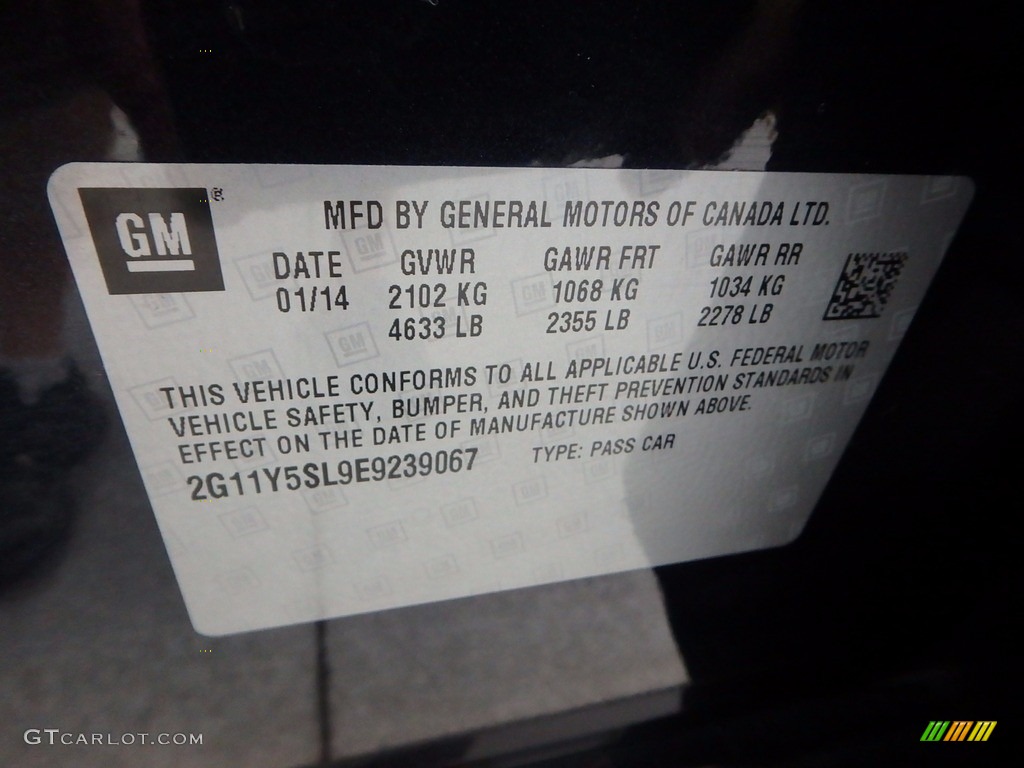 GM ®
MFD BY GENERAL MOTORS OF CANADA LTD.
DATE GVWR GAWR FRT GAWR RR
01/14 2102 KG 1068 KG 1034 KG
4633 LB 2355 LB 2278 LB
THIS VEHICLE CONFORMS TO ALL APPLICABLE U.S. FEDERAL MOTOR
VEHICLE SAFETY, BUMPER, AND THEFT PREVENTION STANDARDS IN
EFFECT ON THE DATE OF MANUFACTURE SHOWN ABOVE.
2G11Y5SL9E9239067 TYPE: PASS CAR
GTCARLOT.COM